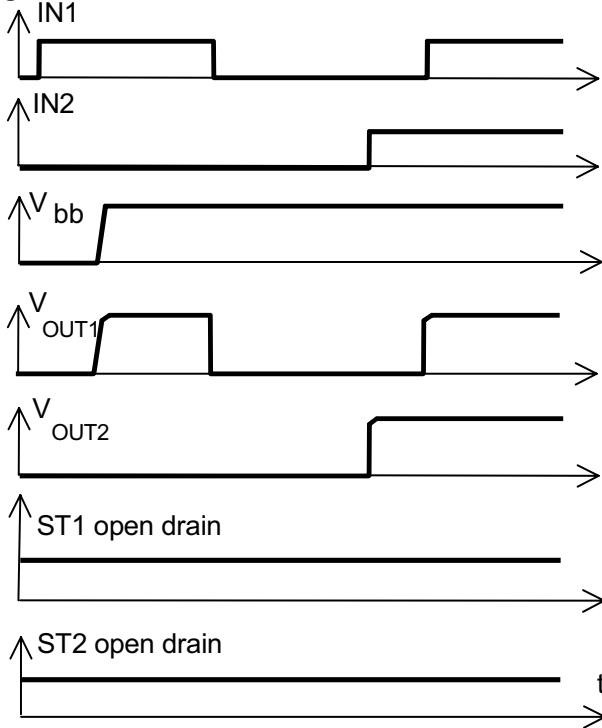 IN1
IN2
V bb
V OUT1
V OUT2
ST1 open drain
ST2 open drain
t